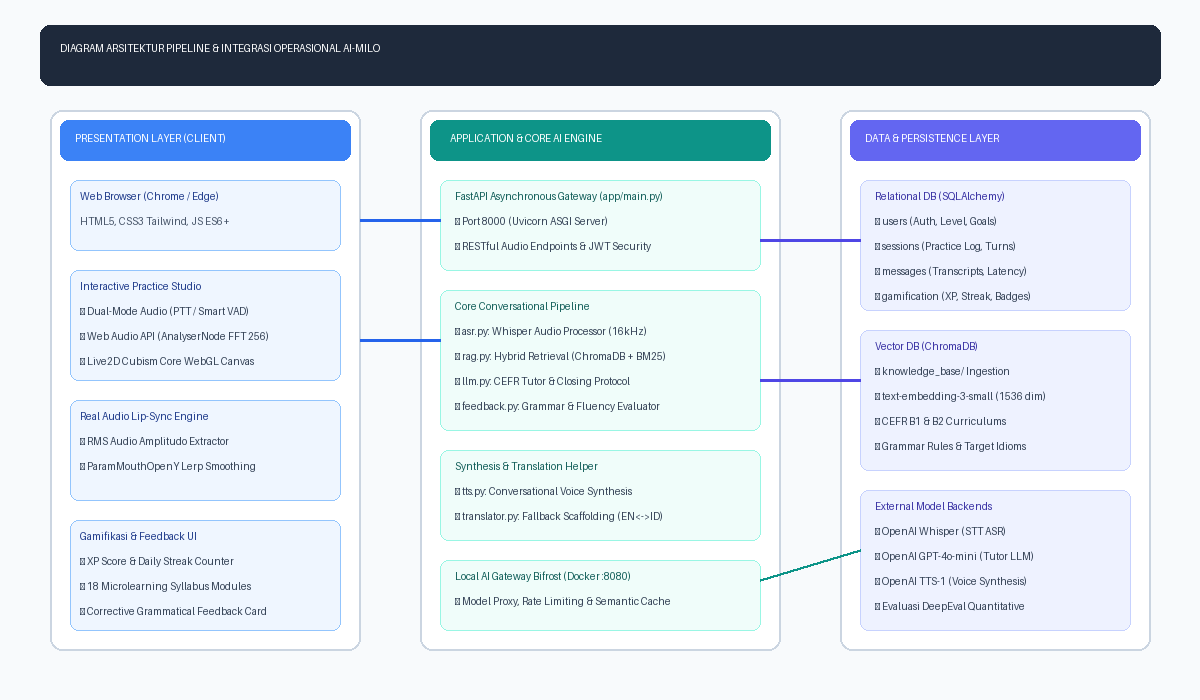 DIAGRAM ARSITEKTUR PIPELINE & INTEGRASI OPERASIONAL AI-MILO
PRESENTATION LAYER (CLIENT)
Web Browser (Chrome / Edge)
HTML5, CSS3 Tailwind, JS ES6+
Interactive Practice Studio
Dual-Mode Audio (PTT / Smart VAD)
Web Audio API (AnalyserNode FFT 256)
Live2D Cubism Core WebGL Canvas
Real Audio Lip-Sync Engine
RMS Audio Amplitudo Extractor
ParamMouthOpenY Lerp Smoothing
Gamifikasi & Feedback UI
XP Score & Daily Streak Counter
18 Microlearning Syllabus Modules
Corrective Grammatical Feedback Card
APPLICATION & CORE AI ENGINE
FastAPI Asynchronous Gateway (app/main.py)
Port 8000 (Uvicorn ASGI Server)
RESTful Audio Endpoints & JWT Security
Core Conversational Pipeline
asr.py: Whisper Audio Processor (16kHz)
rag.py: Hybrid Retrieval (ChromaDB + BM25)
llm.py: CEFR Tutor & Closing Protocol
feedback.py: Grammar & Fluency Evaluator
Synthesis & Translation Helper
tts.py: Conversational Voice Synthesis
translator.py: Fallback Scaffolding (EN<->ID)
Local AI Gateway Bifrost (Docker :8080)
Model Proxy, Rate Limiting & Semantic Cache
DATA & PERSISTENCE LAYER
Relational DB (SQLAlchemy)
users (Auth, Level, Goals)
sessions (Practice Log, Turns)
messages (Transcripts, Latency)
gamification (XP, Streak, Badges)
Vector DB (ChromaDB)
knowledge_base/ Ingestion
text-embedding-3-small (1536 dim)
CEFR B1 & B2 Curriculums
Grammar Rules & Target Idioms
External Model Backends
OpenAI Whisper (STT ASR)
OpenAI GPT-4o-mini (Tutor LLM)
OpenAI TTS-1 (Voice Synthesis)
Evaluasi DeepEval Quantitative